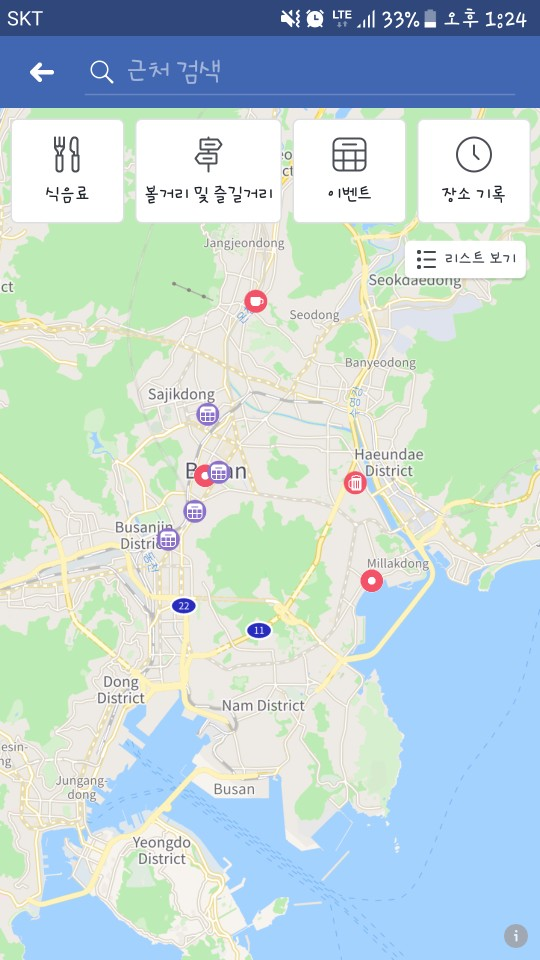 SKT LTE 33% 오후 1:24
근처 검색
식음료
볼거리 및 즐길거리
이벤트
장소 기록
리스트 보기
Jangjeondong
Seokdaedong
ct
Seodong
Banyeodong
Sajikdong
Haeundae
District
Busanjin
Millakdong
22
11
Dong
District
Nam District
Jungang-
dong
Busan
Yeongdo
District